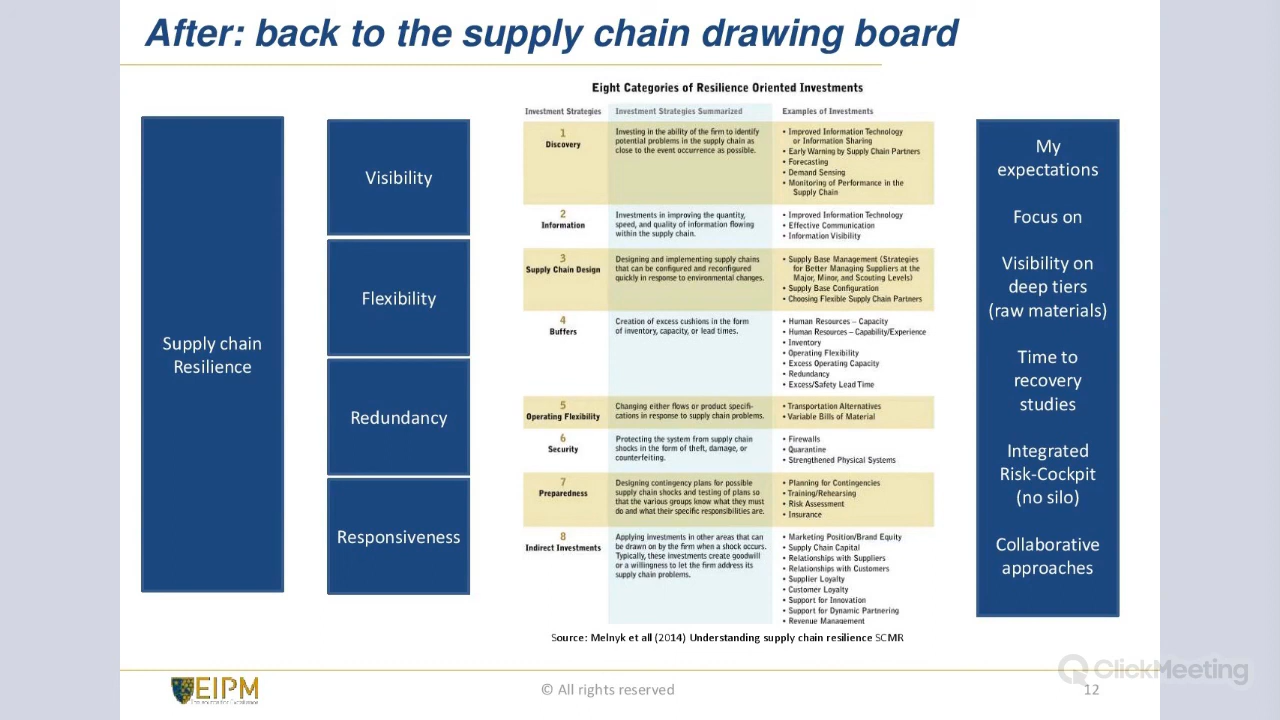 After: back to the supply chain drawing board
Supply chain
Resilience
Visibility
Flexibility
Redundancy
Responsiveness
Eight Categories of Resilience Oriented Investments
Investment Strategies
Investment Strategies Summarized
Examples of Investments
1
Discovery
Investing in the ability of the firm to identify
potential problems in the supply chain as
close to the event occurrence as possible.
• Improved Information Technology
or Information Sharing
• Early Warning by Supply Chain Partners
• Forecasting
• Demand Sensing
• Monitoring of Performance in the
Supply Chain
2
Information
Investments in improving the quantity,
speed, and quality of information flowing
within the supply chain.
• Improved Information Technology
• Effective Communication
• Information Visibility
3
Supply Chain Design
Designing and implementing supply chains
that can be configured and reconfigured
quickly in response to environmental changes.
• Supply Base Management (Strategies
for Better Managing Suppliers at the
Major, Minor, and Scouting Levels)
• Supply Base Configuration
• Choosing Flexible Supply Chain Partners
4
Buffers
Creation of excess cushions in the form
of inventory, capacity, or lead times.
• Human Resources – Capacity
• Human Resources – Capability/Experience
• Inventory
• Operating Flexibility
• Excess Operating Capacity
• Redundancy
• Excess/Safety Lead Time
5
Operating Flexibility
Changing either flows or product specifi-
cations in response to supply chain problems.
• Transportation Alternatives
• Variable Bills of Material
6
Security
Protecting the system from supply chain
shocks in the form of theft, damage, or
counterfeiting.
• Firewalls
• Quarantine
• Strengthened Physical Systems
7
Preparedness
Designing contingency plans for possible
supply chain shocks and testing of plans so
that the various groups know what they must
do and what their specific responsibilities are.
• Planning for Contingencies
• Training/Rehearsing
• Risk Assessment
• Insurance
8
Indirect Investments
Applying investments in other areas that can
be drawn on by the firm when a shock occurs.
Typically, these investments create goodwill
or a willingness to let the firm address its
supply chain problems.
• Marketing Position/Brand Equity
• Supply Chain Capital
• Relationships with Suppliers
• Relationships with Customers
• Supplier Loyalty
• Customer Loyalty
• Support for Innovation
• Support for Dynamic Partnering
• Revenue Management
Source: Melnyk et all (2014) Understanding supply chain resilience SCMR
My
expectations
Focus on
Visibility on
deep tiers
(raw materials)
Time to
recovery
studies
Integrated
Risk-Cockpit
(no silo)
Collaborative
approaches
EIPM
© All rights reserved
12
ClickMeeting